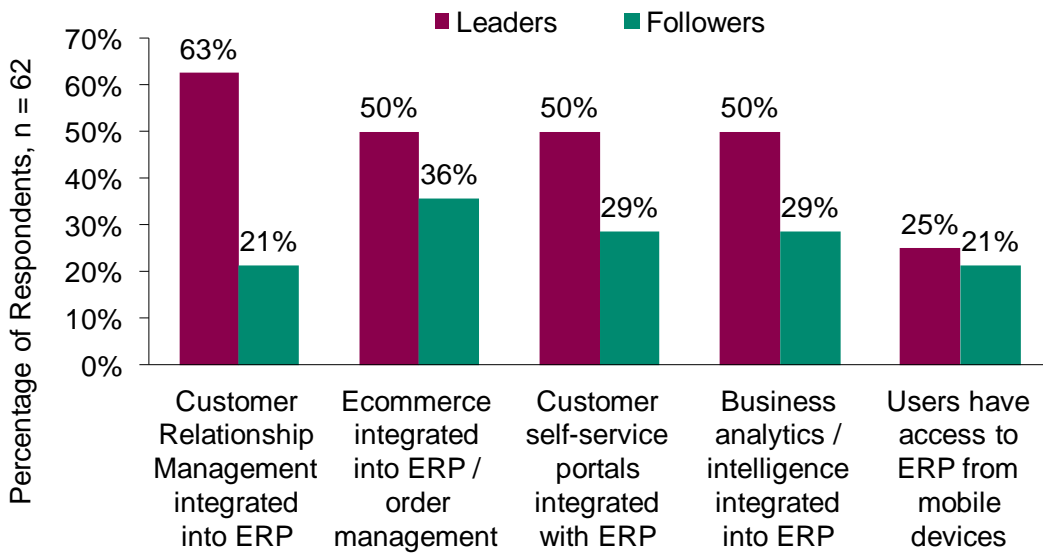 Leaders
Followers
Percentage of Respondents, n = 62
70%
60%
50%
40%
30%
20%
10%
0%
63%
21%
50%
36%
50%
29%
50%
29%
25%
21%
Customer
Relationship
Management
integrated
into ERP
Ecommerce
integrated
into ERP /
order
management
Customer
self-service
portals
integrated
with ERP
Business
analytics /
intelligence
integrated
into ERP
Users have
access to
ERP from
mobile
devices